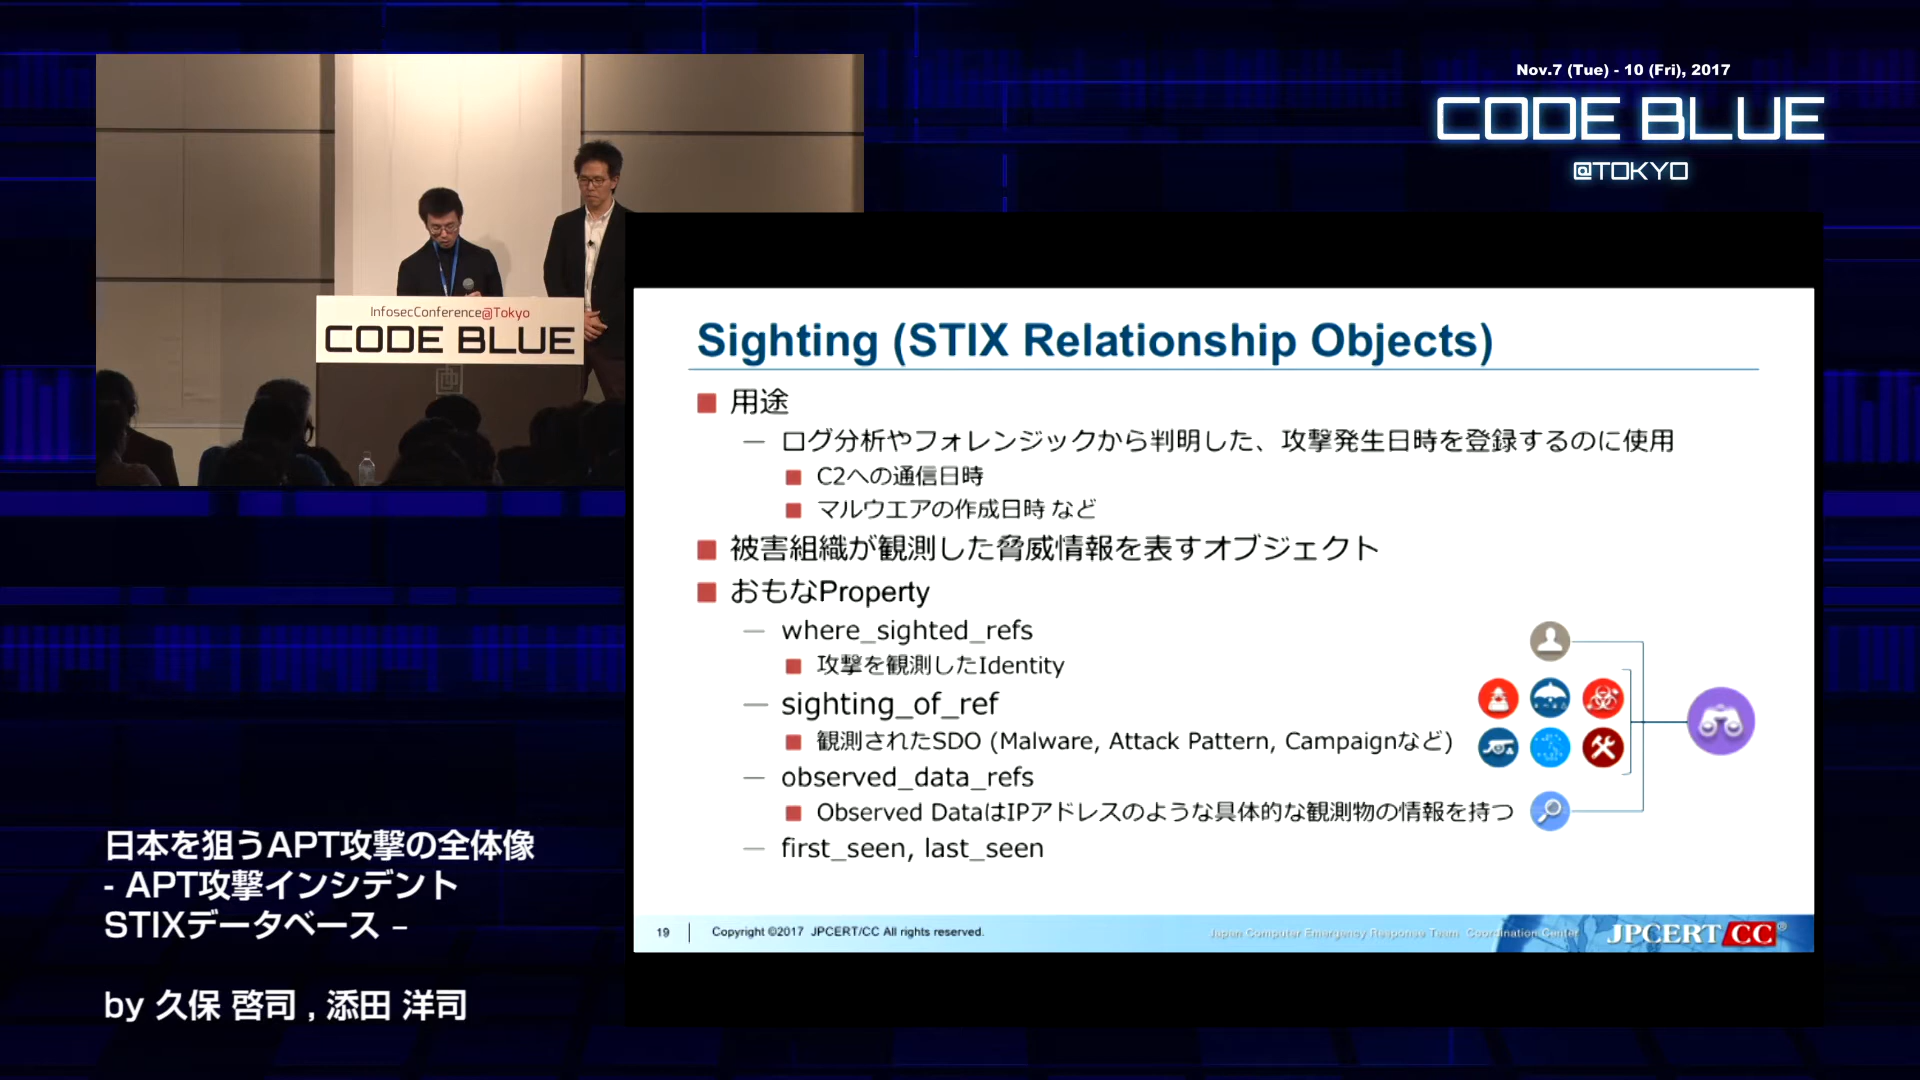 Nov.7 (Tue) - 10 (Fri), 2017
CODE BLUE
@TOKYO
InfosecConference@Tokyo
CODE BLUE
Sighting (STIX Relationship Objects)
用途
ログ分析やフォレンジックから判明した、攻撃発生日時を登録するのに使用
C2への通信日時
マルウエアの作成日時 など
被害組織が観測した脅威情報を表すオブジェクト
おもなProperty
where_sighted_refs
攻撃を観測したIdentity
sighting_of_ref
観測されたSDO (Malware, Attack Pattern, Campaignなど)
observed_data_refs
Observed DataはIPアドレスのような具体的な観測物の情報を持つ
first_seen, last_seen
19
Copyright ©2017 JPCERT/CC All rights reserved.
Japan Computer Emergency Response Team Coordination Center
JPCERT CC®
日本を狙うAPT攻撃の全体像
- APT攻撃インシデント
STIXデータベース –
by 久保 啓司 , 添田 洋司